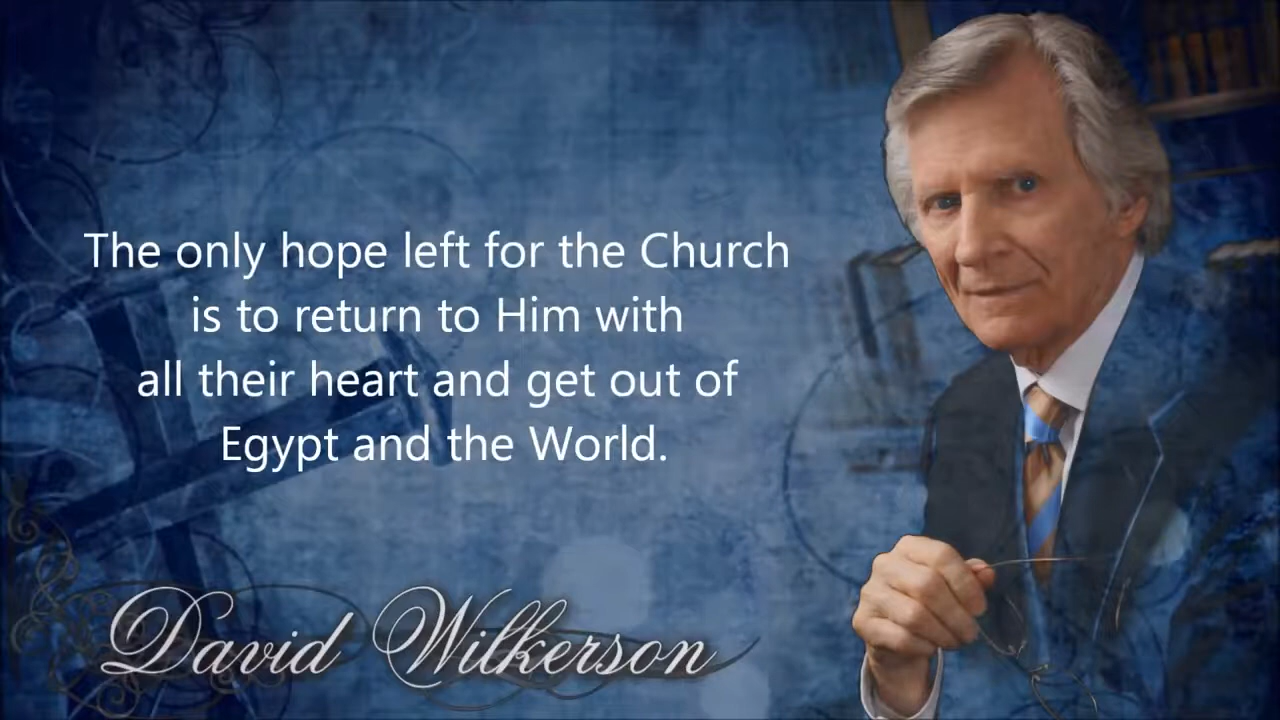 The only hope left for the Church
is to return to Him with
all their heart and get out of
Egypt and the World.
David Wilkerson